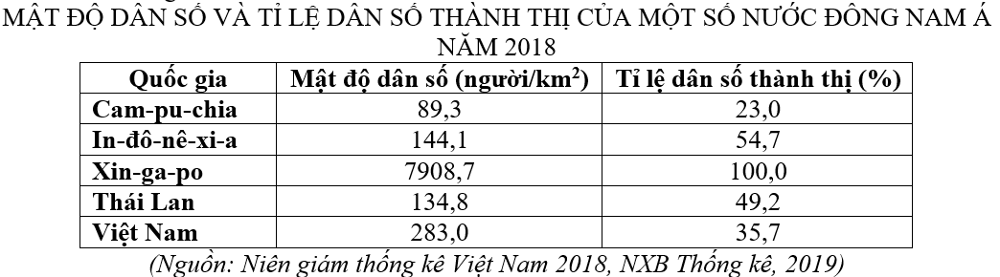 MẬT ĐỘ DÂN SỐ VÀ TỈ LỆ DÂN SỐ THÀNH THỊ CỦA MỘT SỐ NƯỚC ĐÔNG NAM Á
NĂM 2018
Quốc gia Mật độ dân số (người/km²) Tỉ lệ dân số thành thị (%)
Cam-pu-chia 89,3 23,0
In-đô-nê-xi-a 144,1 54,7
Xin-ga-po 7908,7 100,0
Thái Lan 134,8 49,2
Việt Nam 283,0 35,7
(Nguồn: Niên giám thống kê Việt Nam 2018, NXB Thống kê, 2019)